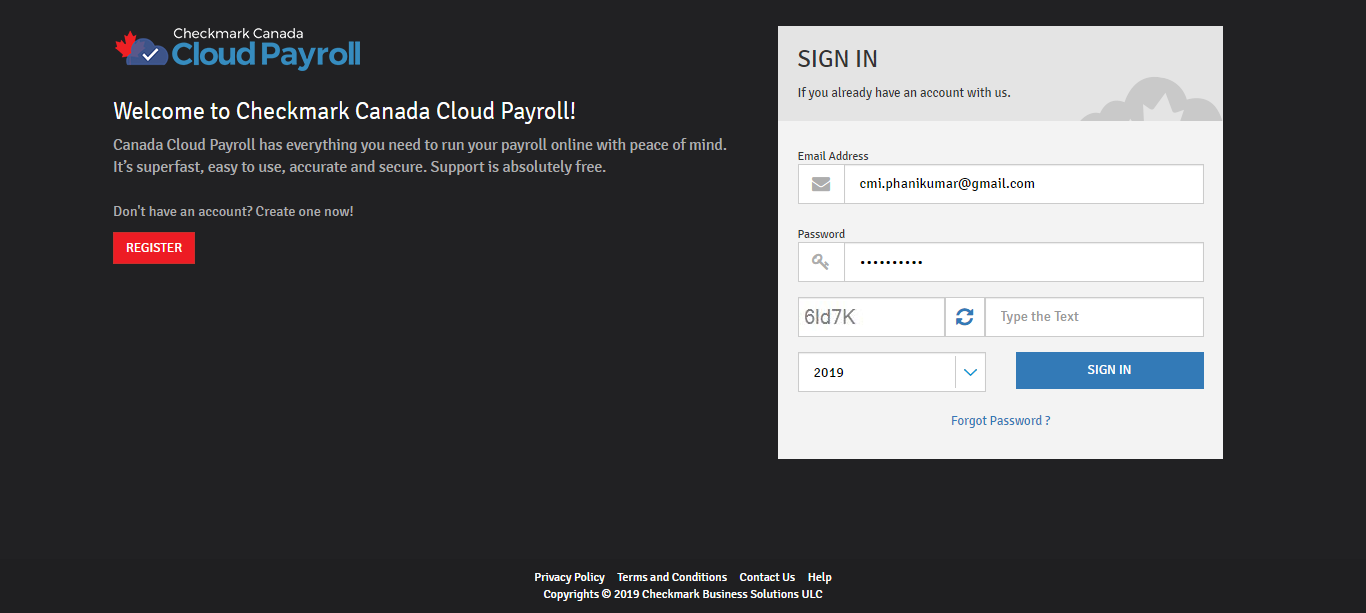 Checkmark Canada
Cloud Payroll
Welcome to Checkmark Canada Cloud Payroll!
Canada Cloud Payroll has everything you need to run your payroll online with peace of mind.
It's superfast, easy to use, accurate and secure. Support is absolutely free.
Don't have an account? Create one now!
REGISTER
SIGN IN
If you already have an account with us.
Email Address
cmi.phanikumar@gmail.com
Password
••••••••••
6ld7K
Type the Text
2019
SIGN IN
Forgot Password ?
Privacy Policy Terms and Conditions Contact Us Help
Copyrights © 2019 Checkmark Business Solutions ULC